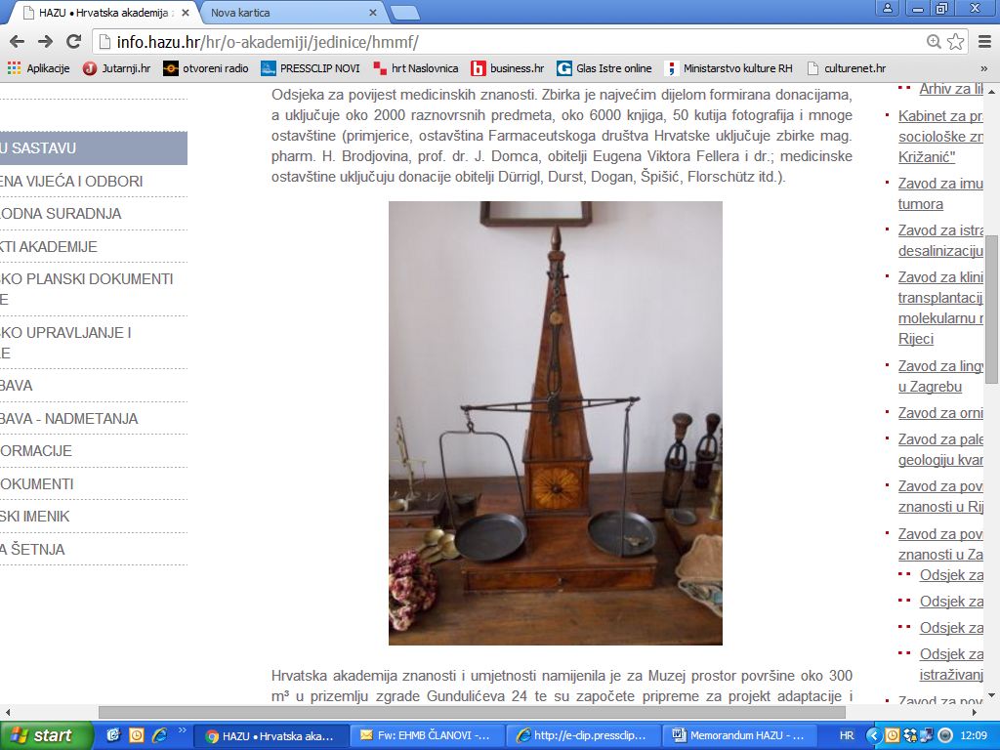 HAZU • Hrvatska akademija
Nova kartica
info.hazu.hr/hr/o-akademiji/jedinice/hmmf/
Aplikacije
Jutarnji.hr
otvoreni radio
PRESSCLIP NOVI
hrt Naslovnica
business.hr
Glas Istre online
Ministarstvo kulture RH
culturenet.hr
»
U SASTAVU
ENA VIJEĆA I ODBORI
ODNA SURADNJA
KTI AKADEMIJE
SKO PLANSKI DOKUMENTI
E
SKO UPRAVLJANJE I
LE
BAVA
BAVA - NADMETANJA
FORMACIJE
OKUMENTI
SKI IMENIK
A ŠETNJA
Odsjeka za povijest medicinskih znanosti. Zbirka je najvećim dijelom formirana donacijama,
a uključuje oko 2000 raznovrsnih predmeta, oko 6000 knjiga, 50 kutija fotografija i mnoge
ostavštine (primjerice, ostavština Farmaceutskoga društva Hrvatske uključuje zbirke mag.
pharm. H. Brodjovina, prof. dr. J. Domca, obitelji Eugena Viktora Fellera i dr.; medicinske
ostavštine uključuju donacije obitelji Dürrigl, Durst, Dogan, Špišić, Florschütz itd.).
Hrvatska akademija znanosti i umjetnosti namijenila je za Muzej prostor površine oko 300
m³ u prizemlju zgrade Gundulićeva 24 te su započete pripreme za projekt adaptacije i
Arhiv za li
Kabinet za pr
sociološke zn
Križanić"
Zavod za imu
tumora
Zavod za istra
desalinizaciju
Zavod za klini
transplantacij
molekularnu r
Rijeci
Zavod za lingv
u Zagrebu
Zavod za orni
Zavod za pale
geologiju kvar
Zavod za povi
znanosti u Rij
Zavod za povi
znanosti u Za
Odsjek za
Odsjek za
Odsjek za
Odsjek za
istraživanj
Zavod za pov
start
»
HAZU • Hrvatska aka...
Fw: EHMB ČLANOVI -...
http://e-clip.pressclip...
Memorandum HAZU - ...
HR
12:09